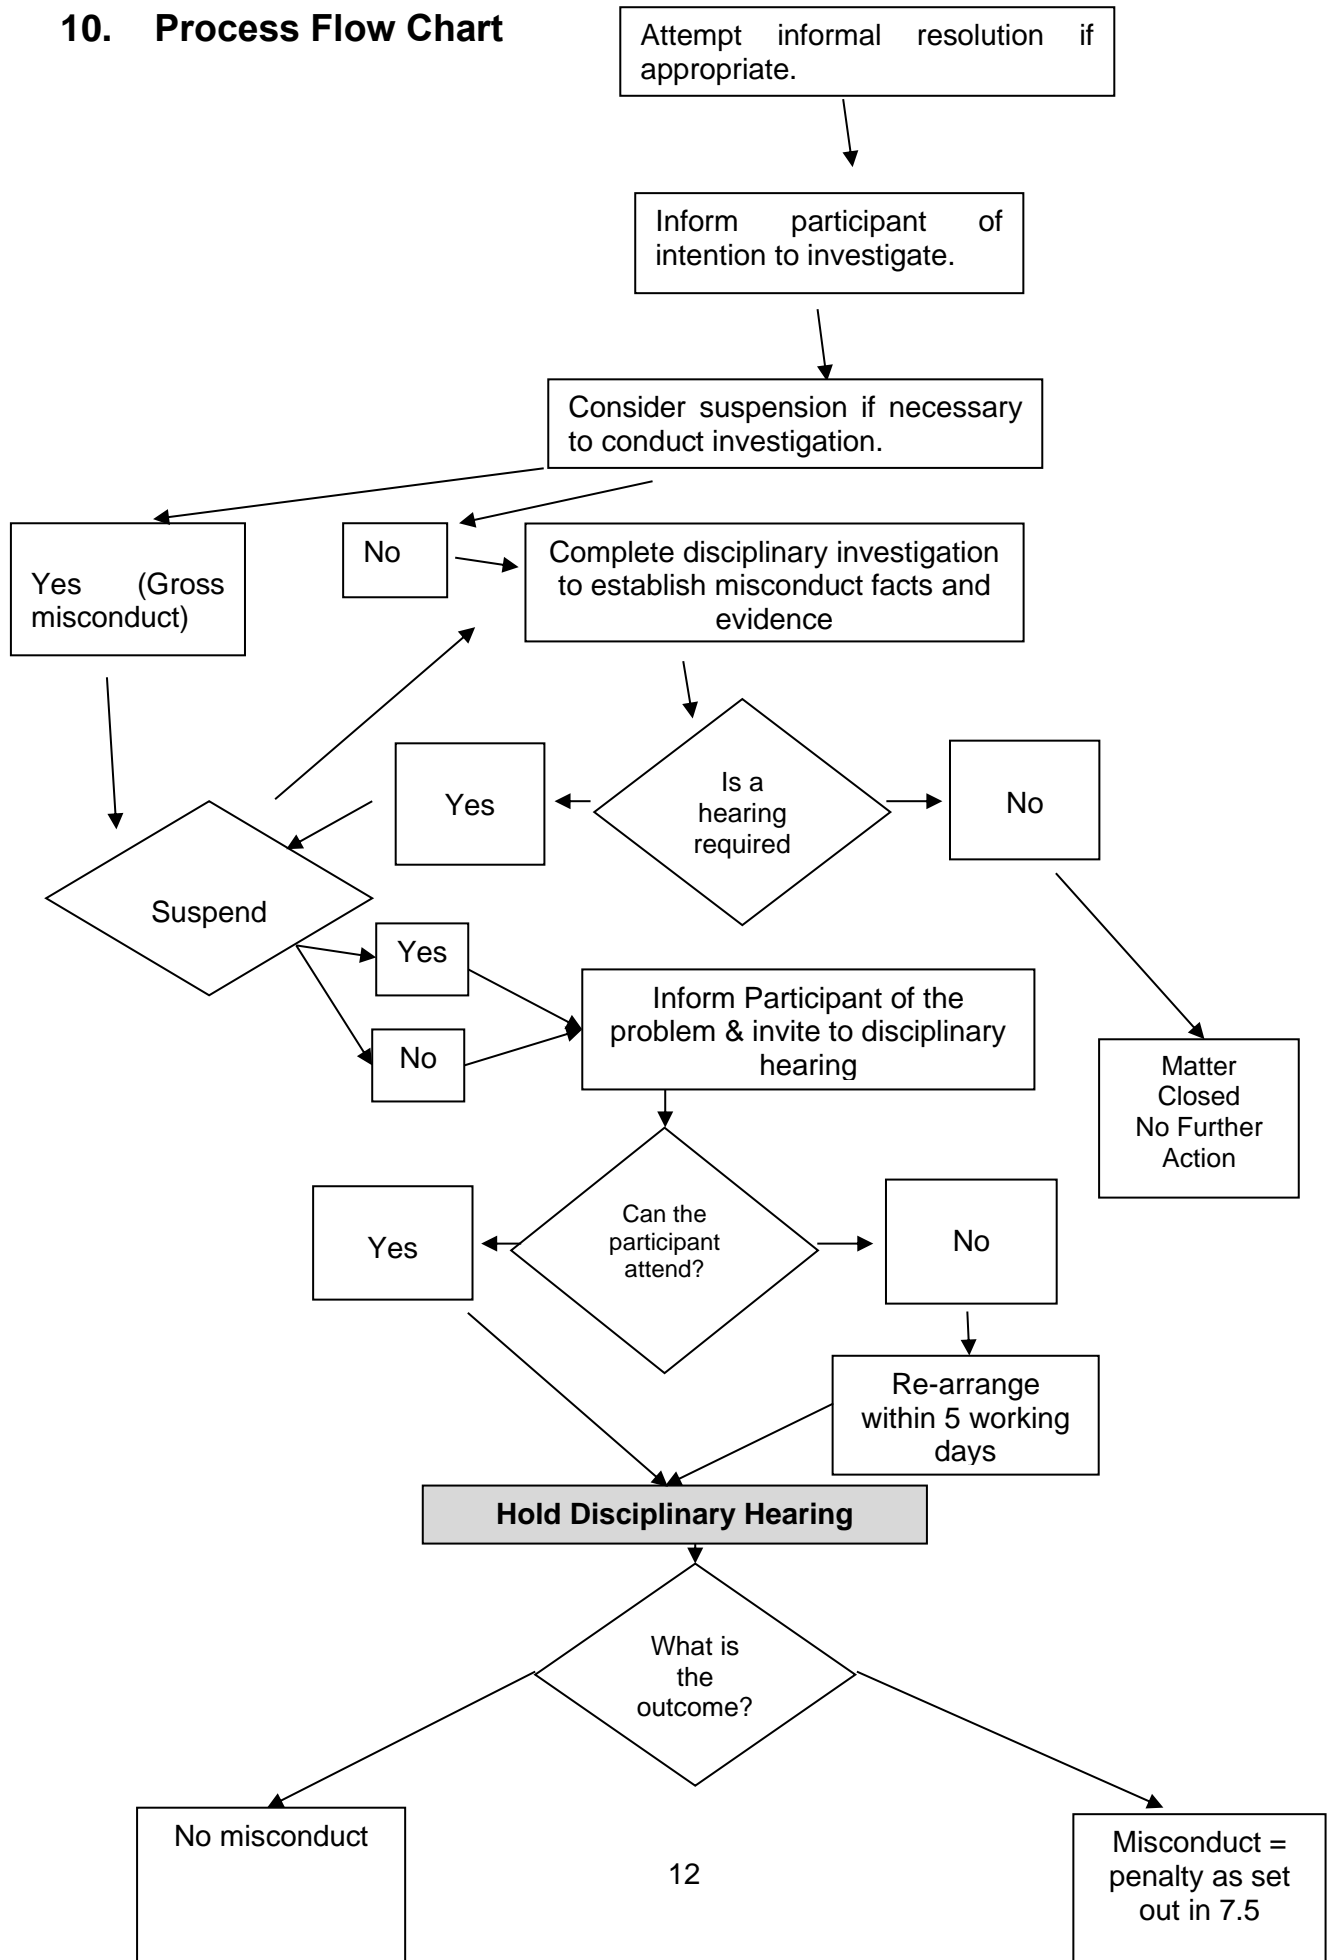 10. Process Flow Chart
Attempt informal resolution if
appropriate.
Inform participant of
intention to investigate.
Consider suspension if necessary
to conduct investigation.
Yes (Gross
misconduct)
No
Complete disciplinary investigation
to establish misconduct facts and
evidence
Is a
hearing
required
Yes
No
Suspend
Yes
No
Inform Participant of the
problem & invite to disciplinary
hearing
Matter
Closed
No Further
Action
Can the
participant
attend?
Yes
No
Re-arrange
within 5 working
days
Hold Disciplinary Hearing
What is
the
outcome?
No misconduct
Misconduct =
penalty as set
out in 7.5
12